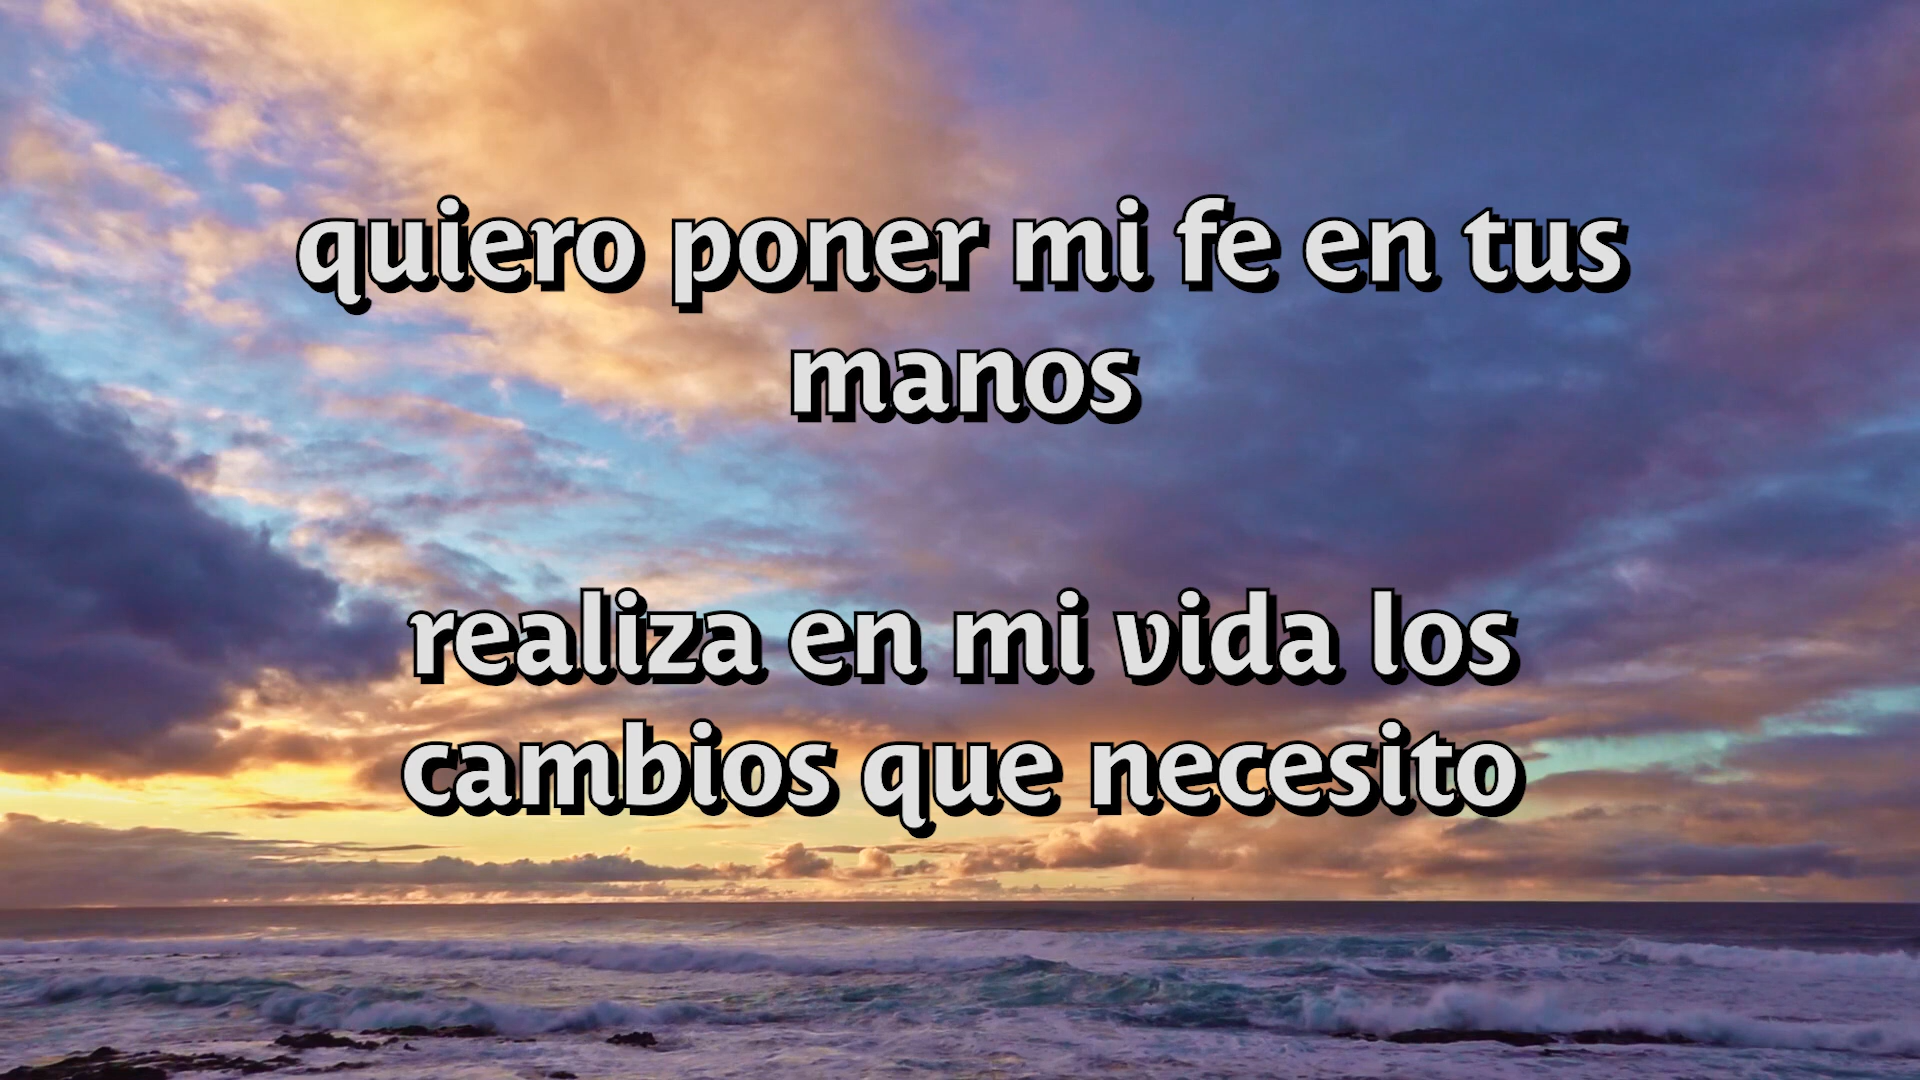 quiero poner mi fe en tus
manos
realiza en mi vida los
cambios que necesito